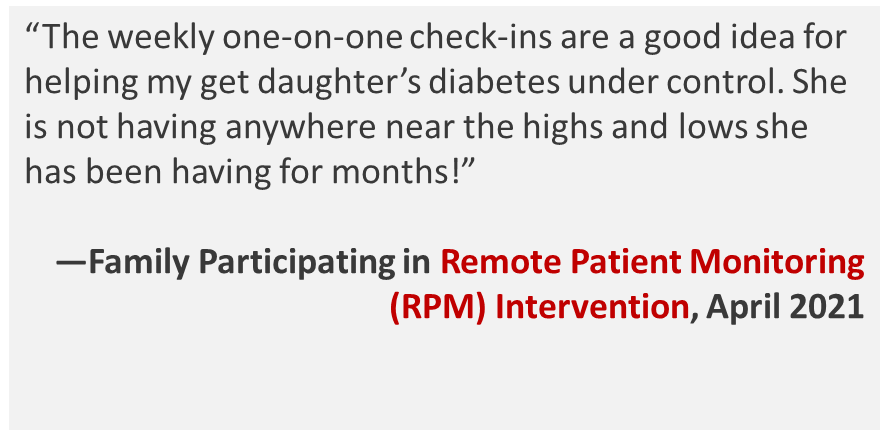 “The weekly one-on-one check-ins are a good idea for
helping my get daughter’s diabetes under control. She
is not having anywhere near the highs and lows she
has been having for months!”
—Family Participating in Remote Patient Monitoring
(RPM) Intervention, April 2021